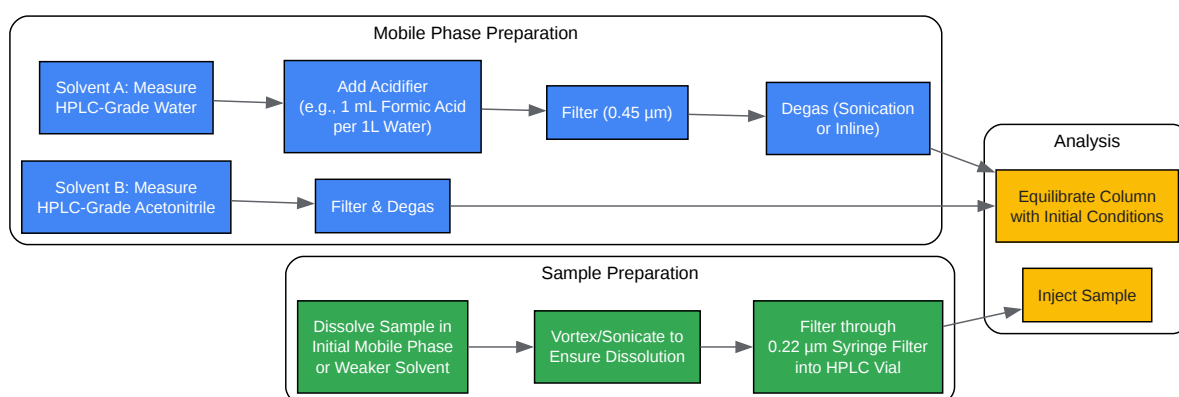 Mobile Phase Preparation
Solvent A: Measure
HPLC-Grade Water
Add Acidifier
(e.g., 1 mL Formic Acid
per 1L Water)
Filter (0.45 µm)
Degas (Sonication
or Inline)
Solvent B: Measure
HPLC-Grade Acetonitrile
Filter & Degas
Analysis
Equilibrate Column
with Initial Conditions
Inject Sample
Sample Preparation
Dissolve Sample in
Initial Mobile Phase
or Weaker Solvent
Vortex/Sonicate to
Ensure Dissolution
Filter through
0.22 µm Syringe Filter
into HPLC Vial